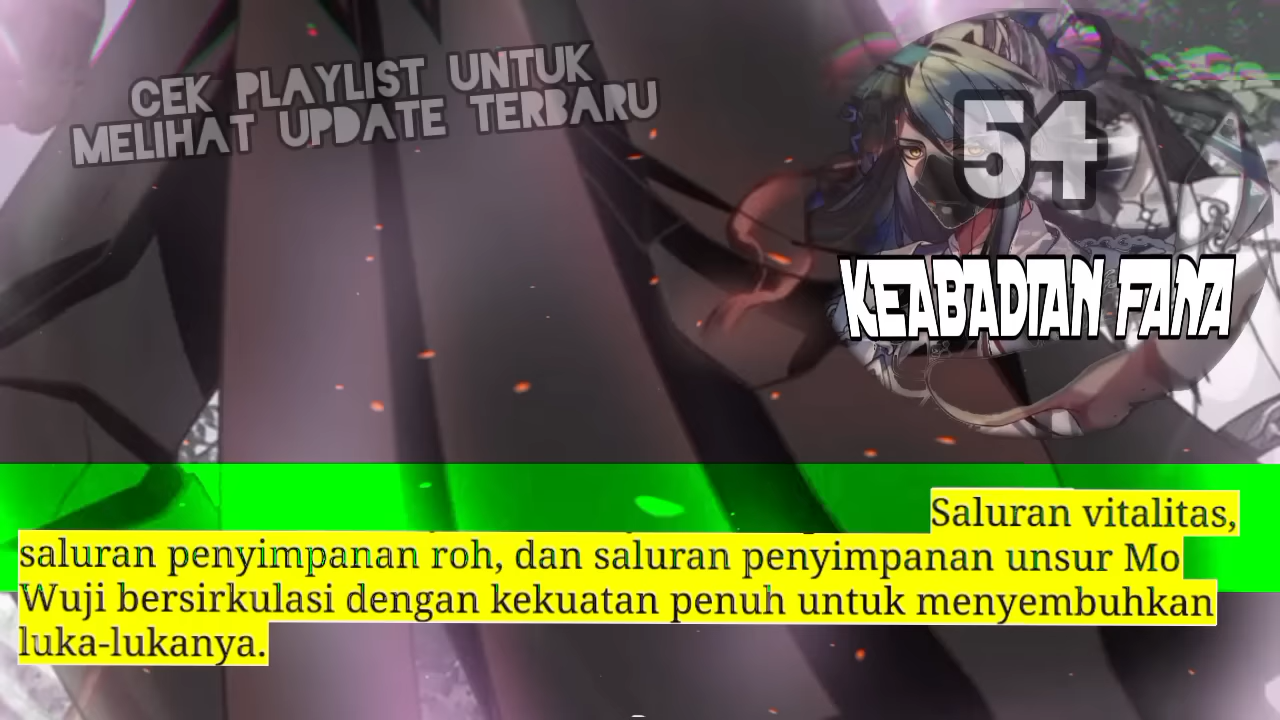 CEK PLAYLIST UNTUK
MELIHAT UPDATE TERBARU
54
KEABADIAN FANA
Saluran vitalitas,
saluran penyimpanan roh, dan saluran penyimpanan unsur Mo
Wuji bersirkulasi dengan kekuatan penuh untuk menyembuhkan
luka-lukanya.